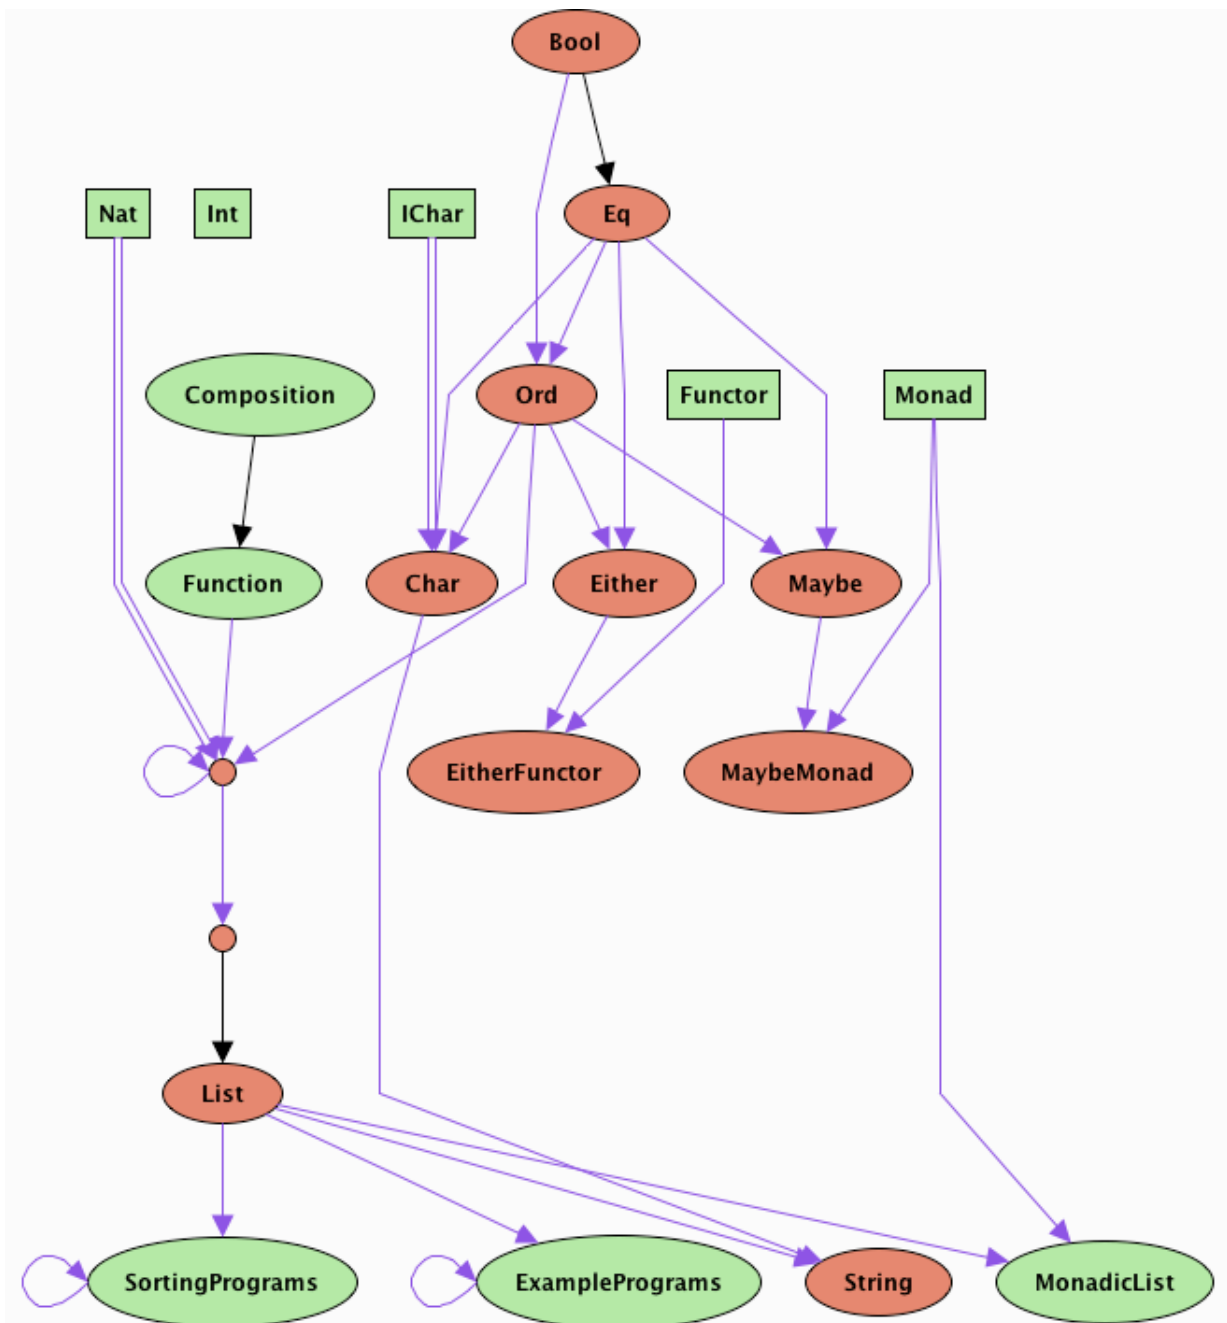 Bool
Nat
Int
IChar
Eq
Composition
Ord
Functor
Monad
Function
Char
Either
Maybe
EitherFunctor
MaybeMonad
List
SortingPrograms
ExamplePrograms
String
MonadicList